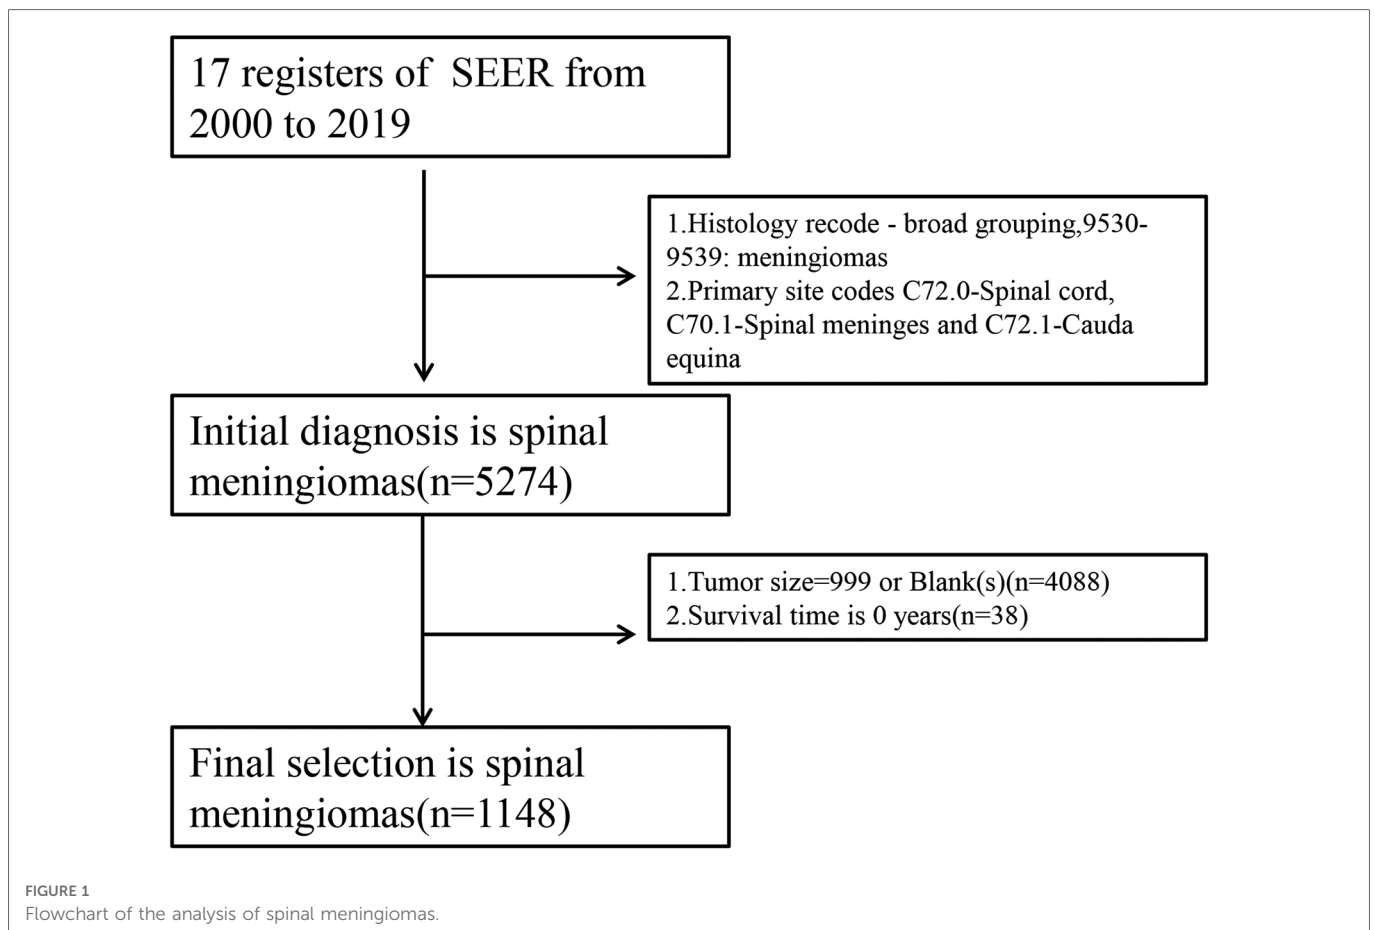 17 registers of SEER from
2000 to 2019
1.Histology recode - broad grouping,9530-
9539: meningiomas
2.Primary site codes C72.0-Spinal cord,
C70.1-Spinal meninges and C72.1-Cauda
equina
Initial diagnosis is spinal
meningiomas(n=5274)
1.Tumor size=999 or Blank(s)(n=4088)
2.Survival time is 0 years(n=38)
Final selection is spinal
meningiomas(n=1148)
FIGURE 1
Flowchart of the analysis of spinal meningiomas.